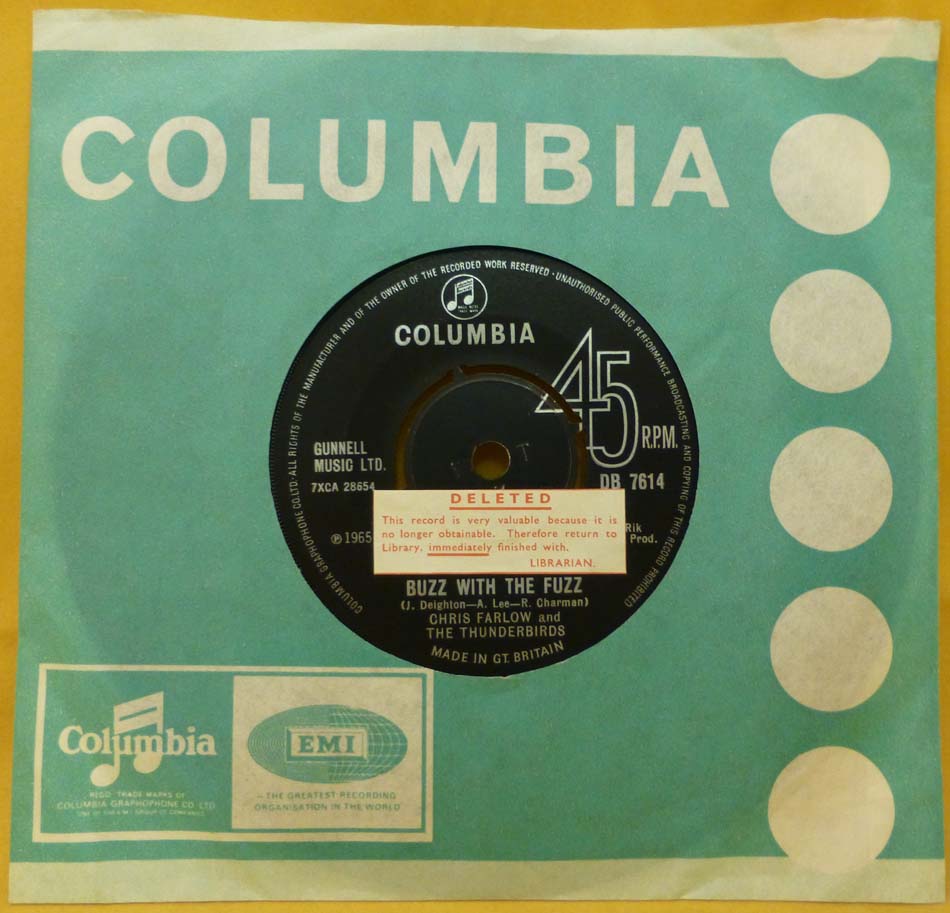 COLUMBIA
COLUMBIA GRAPHOPHONE CO. LTD. · ALL RIGHTS OF THE MANUFACTURER AND OF THE OWNER OF THE RECORDED WORK RESERVED · UNAUTHORISED PUBLIC PERFORMANCE BROADCASTING AND COPYING OF THIS RECORD PROHIBITED
COLUMBIA
45
R.P.M.
GUNNELL
MUSIC LTD.
7XCA 28654
DB 7614
DELETED
This record is very valuable because it is
no longer obtainable. Therefore return to
Library, immediately finished with.
LIBRARIAN.
℗ 1965
Rik
Prod.
BUZZ WITH THE FUZZ
(J. Deighton—A. Lee—R. Charman)
CHRIS FARLOW and
THE THUNDERBIRDS
MADE IN GT. BRITAIN
Columbia
REGD. TRADE MARKS OF
COLUMBIA GRAPHOPHONE CO. LTD.
EMI
—THE GREATEST RECORDING
ORGANISATION IN THE WORLD